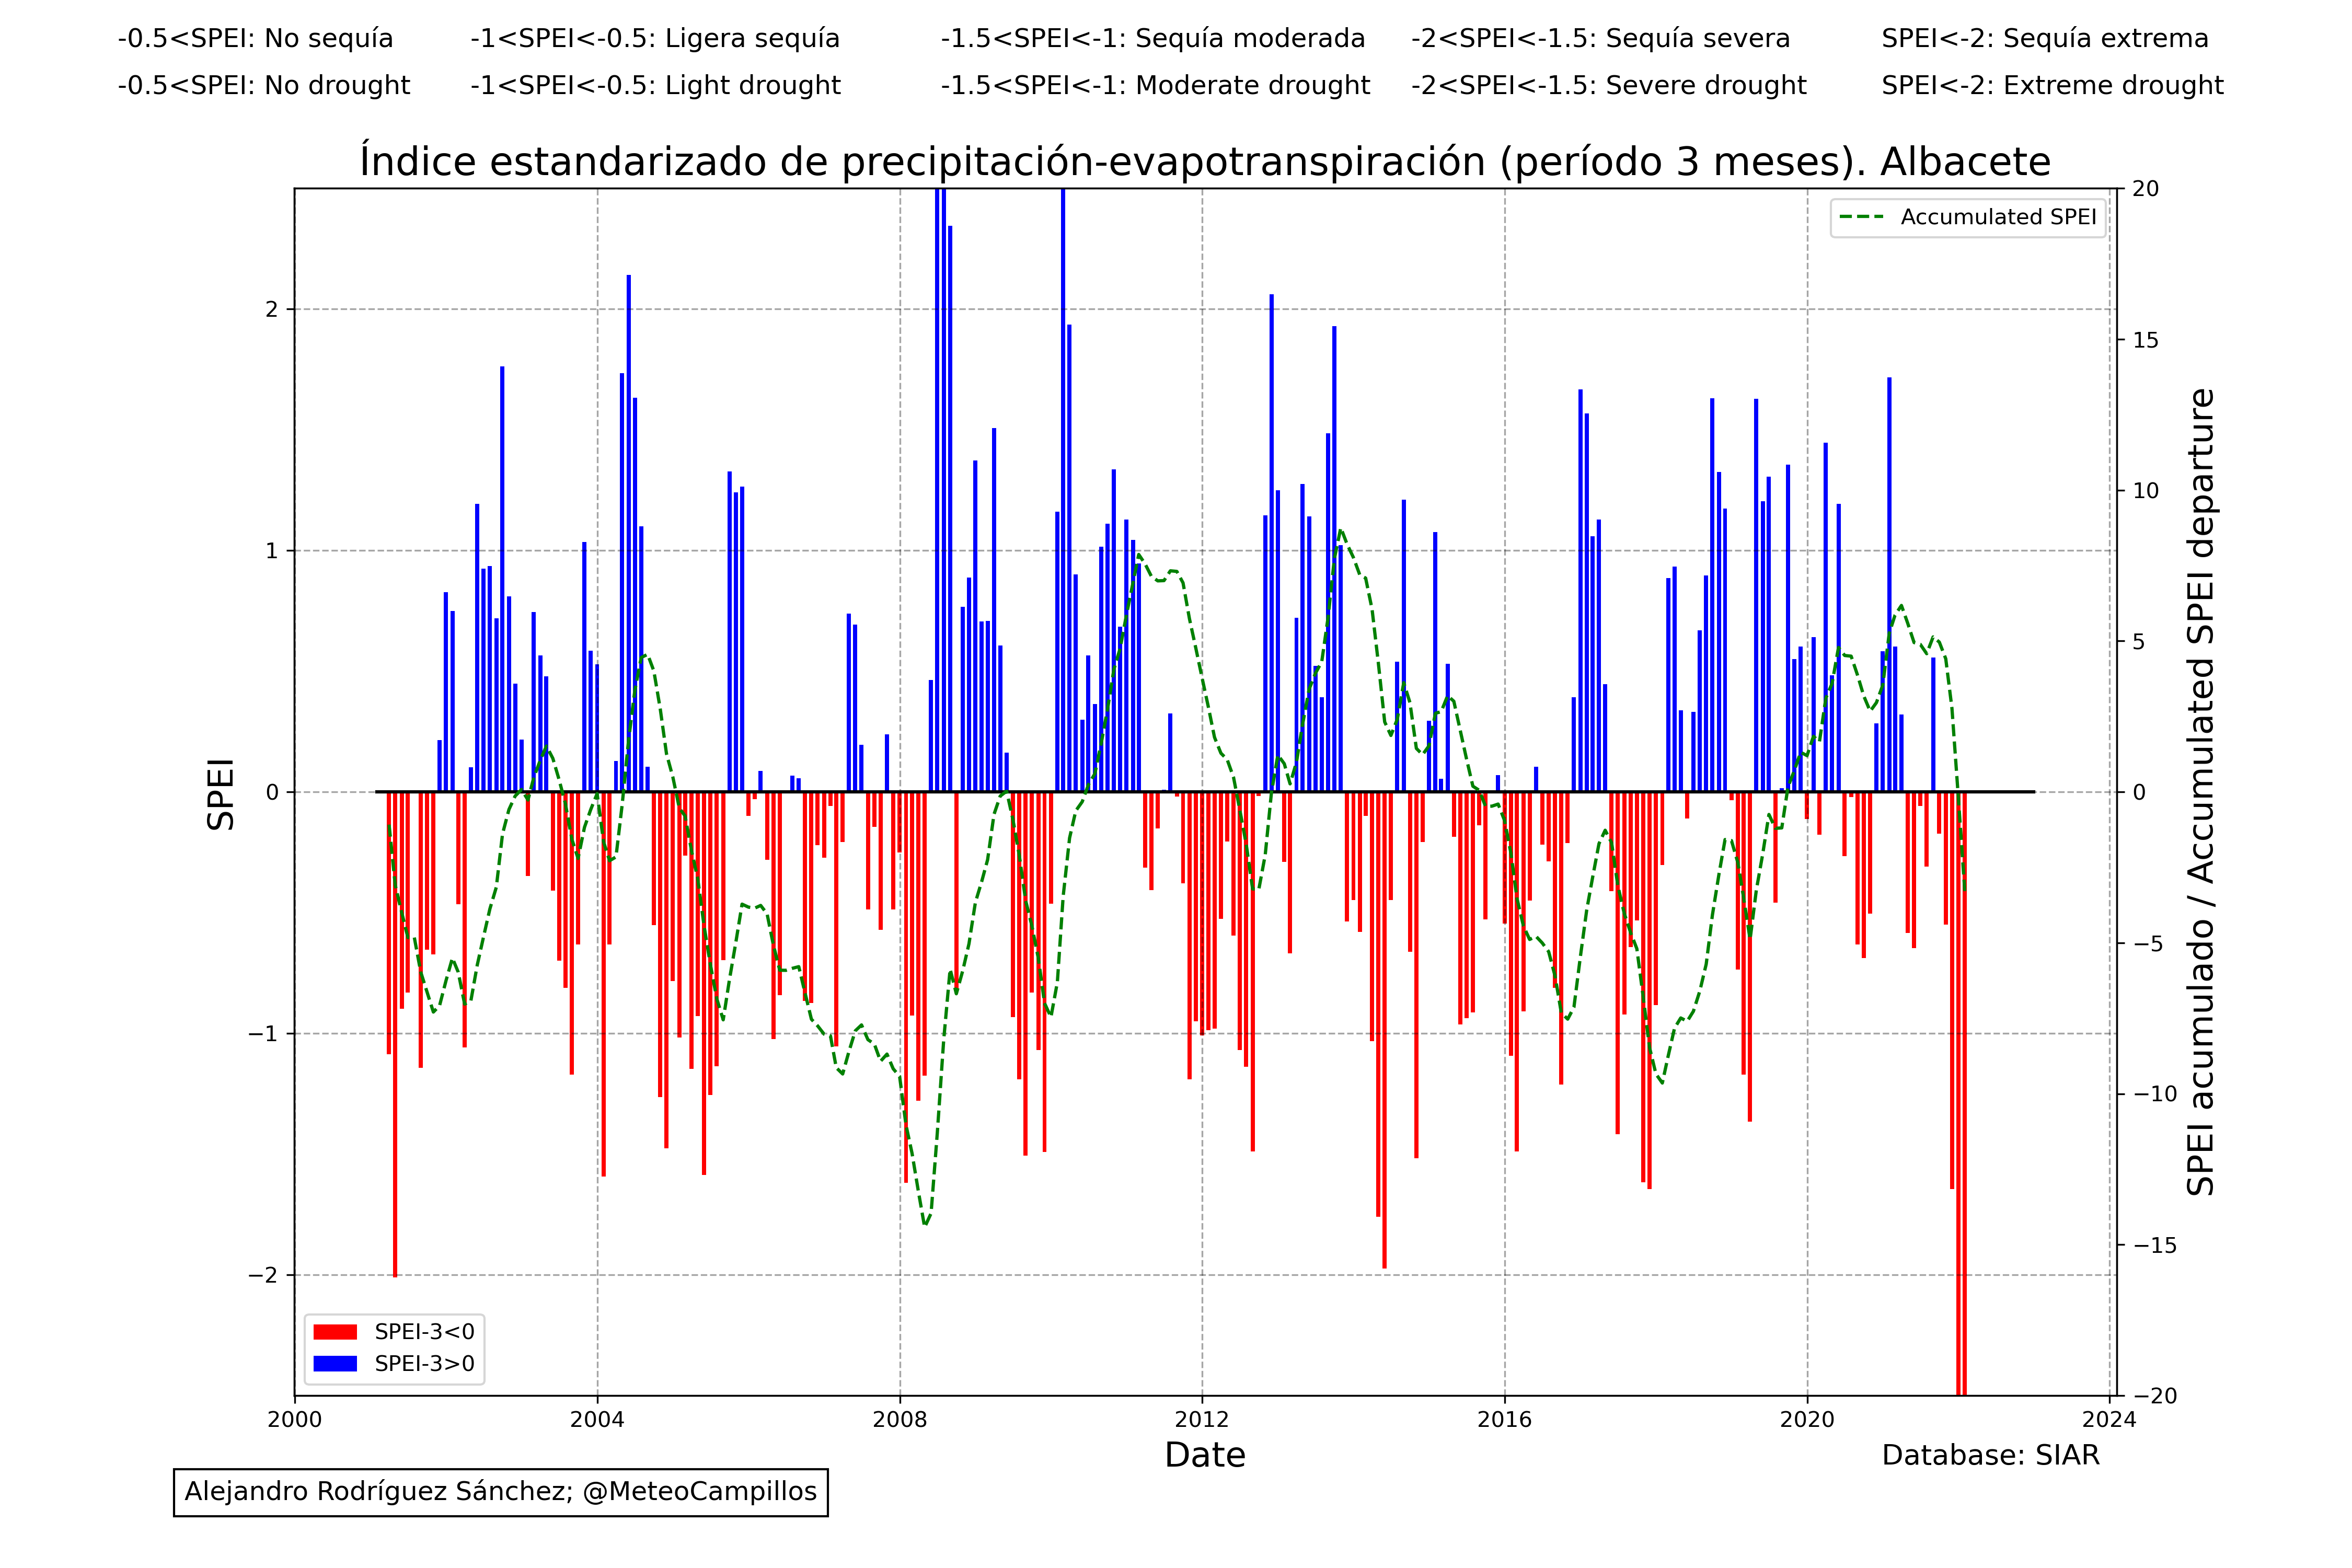 -0.5<SPEI: No sequía -1<SPEI<-0.5: Ligera sequía -1.5<SPEI<-1: Sequía moderada -2<SPEI<-1.5: Sequía severa SPEI<-2: Sequía extrema
-0.5<SPEI: No drought -1<SPEI<-0.5: Light drought -1.5<SPEI<-1: Moderate drought -2<SPEI<-1.5: Severe drought SPEI<-2: Extreme drought
Índice estandarizado de precipitación-evapotranspiración (período 3 meses). Albacete
SPEI
2
1
0
−1
−2
Accumulated SPEI
20
15
10
5
0
−5
−10
−15
−20
SPEI acumulado / Accumulated SPEI departure
SPEI-3<0
SPEI-3>0
2000 2004 2008 2012 2016 2020 2024
Date
Database: SIAR
Alejandro Rodríguez Sánchez; @MeteoCampillos